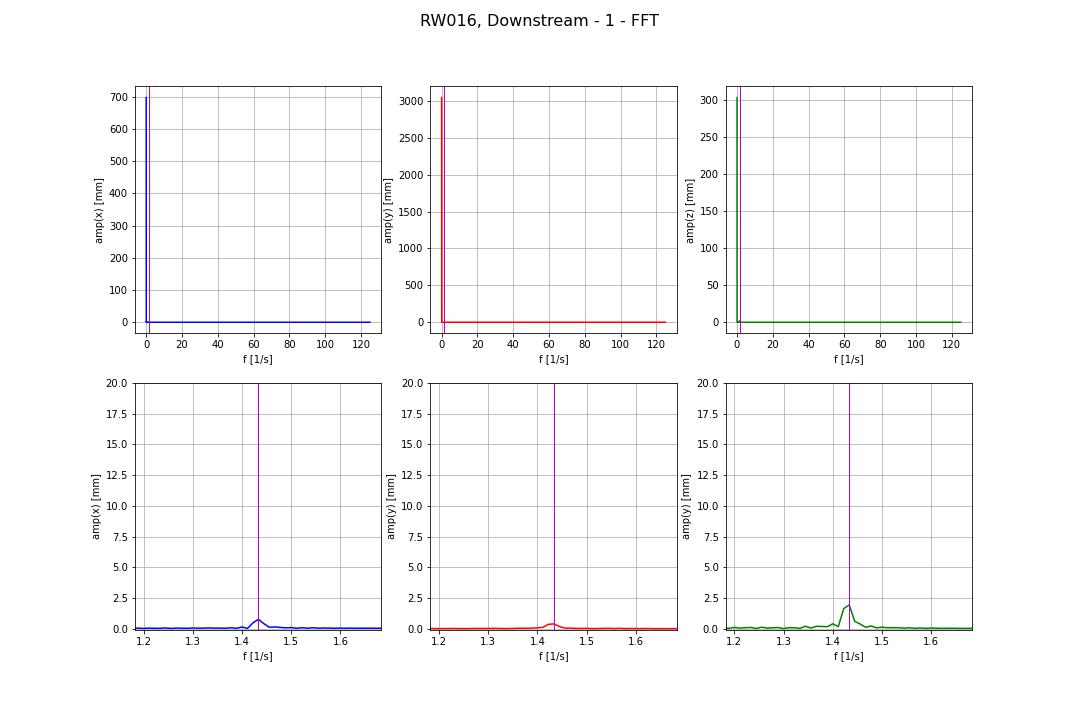 RW016, Downstream - 1 - FFT
700
600
500
400
300
200
100
0
amp(x) [mm]
0 20 40 60 80 100 120
f [1/s]
3000
2500
2000
1500
1000
500
0
amp(y) [mm]
0 20 40 60 80 100 120
f [1/s]
300
250
200
150
100
50
0
amp(z) [mm]
0 20 40 60 80 100 120
f [1/s]
20.0
17.5
15.0
12.5
10.0
7.5
5.0
2.5
0.0
amp(x) [mm]
1.2 1.3 1.4 1.5 1.6
f [1/s]
20.0
17.5
15.0
12.5
10.0
7.5
5.0
2.5
0.0
amp(y) [mm]
1.2 1.3 1.4 1.5 1.6
f [1/s]
20.0
17.5
15.0
12.5
10.0
7.5
5.0
2.5
0.0
amp(y) [mm]
1.2 1.3 1.4 1.5 1.6
f [1/s]